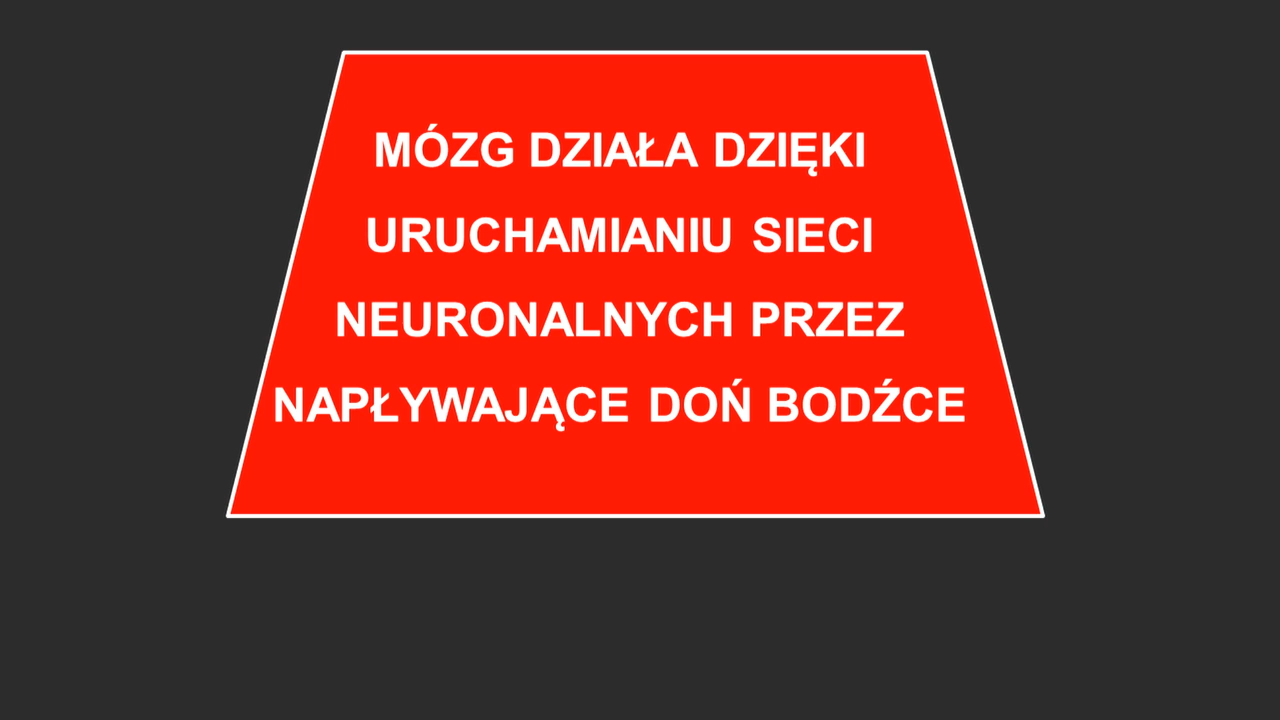 MÓZG DZIAŁA DZIĘKI
URUCHAMIANIU SIECI
NEURONALNYCH PRZEZ
NAPŁYWAJĄCE DOŃ BODŹCE